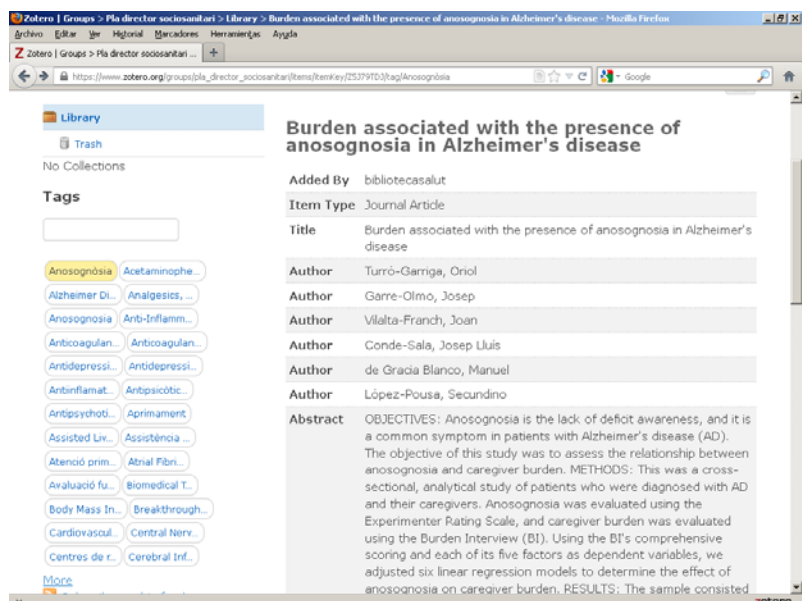 Zotero | Groups > Pla director sociosanitari > Library > Burden associated with the presence of anosognosia in Alzheimer's disease - Mozilla Firefox
Archivo Editar Ver Historial Marcadores Herramientas Ayuda
Zotero | Groups > Pla director sociosanitari ... +
https://www.zotero.org/groups/pla_director_sociosanitari/items/itemKey/Z5J79TDJ/tag/Anosognòsia
Google
Library
Trash
No Collections
Tags
Anosognòsia Acetaminophe...
Alzheimer Di... Analgesics, ...
Anosognosia Anti-Inflamm...
Anticoagulan... Anticoagulan...
Antidepressi... Antidepressi...
Antiinflamat... Antipsicòtic...
Antipsychoti... Aprimament
Assisted Liv... Assistència ...
Atenció prim... Atrial Fibri...
Avaluació fu... Biomedical T...
Body Mass In... Breakthrough...
Cardiovascul... Central Nerv...
Centres de r... Cerebral Inf...
More
Burden associated with the presence of
anosognosia in Alzheimer's disease
Added By bibliotecasalut
Item Type Journal Article
Title Burden associated with the presence of anosognosia in Alzheimer's
disease
Author Turró-Garriga, Oriol
Author Garre-Olmo, Josep
Author Vilalta-Franch, Joan
Author Conde-Sala, Josep Lluís
Author de Gracia Blanco, Manuel
Author López-Pousa, Secundino
Abstract OBJECTIVES: Anosognosia is the lack of deficit awareness, and it is
a common symptom in patients with Alzheimer's disease (AD).
The objective of this study was to assess the relationship between
anosognosia and caregiver burden. METHODS: This was a cross-
sectional, analytical study of patients who were diagnosed with AD
and their caregivers. Anosognosia was evaluated using the
Experimenter Rating Scale, and caregiver burden was evaluated
using the Burden Interview (BI). Using the BI's comprehensive
scoring and each of its five factors as dependent variables, we
adjusted six linear regression models to determine the effect of
anosognosia on caregiver burden. RESULTS: The sample consisted
zotero